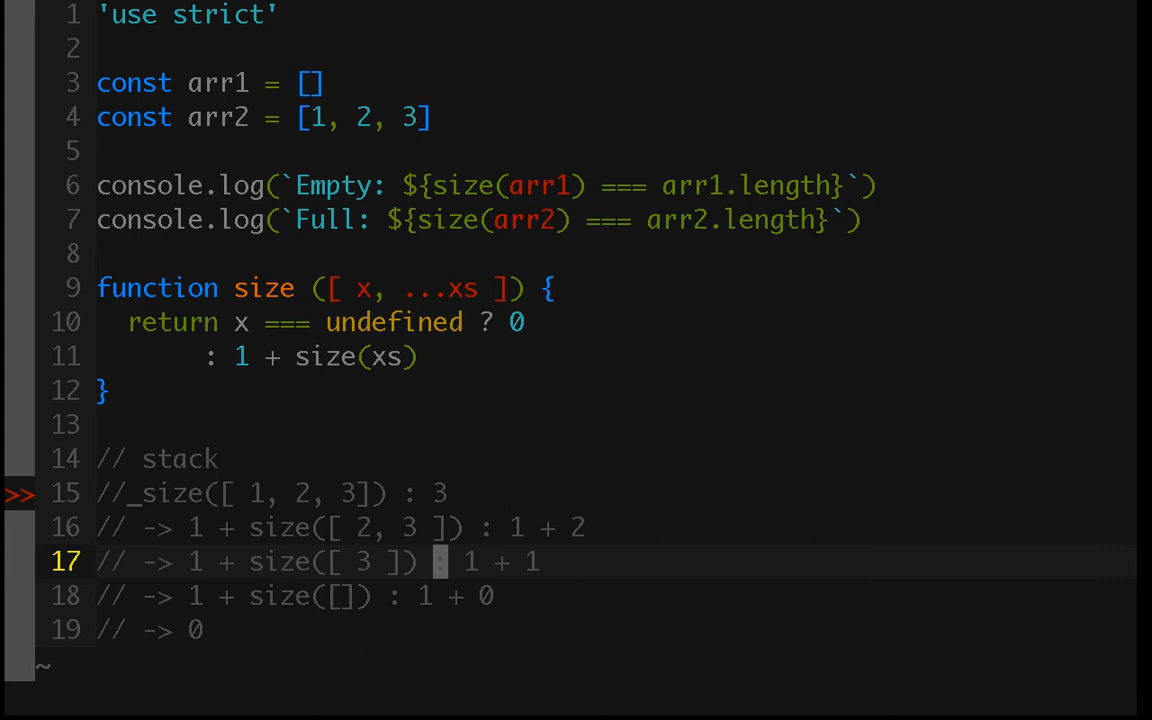 1 'use strict'
2
3 const arr1 = []
4 const arr2 = [1, 2, 3]
5
6 console.log(`Empty: ${size(arr1) === arr1.length}`)
7 console.log(`Full: ${size(arr2) === arr2.length}`)
8
9 function size ([ x, ...xs ]) {
10   return x === undefined ? 0
11        : 1 + size(xs)
12 }
13
14 // stack
>> 15 //_size([ 1, 2, 3]) : 3
16 // -> 1 + size([ 2, 3 ]) : 1 + 2
17 // -> 1 + size([ 3 ]) : 1 + 1
18 // -> 1 + size([]) : 1 + 0
19 // -> 0
~